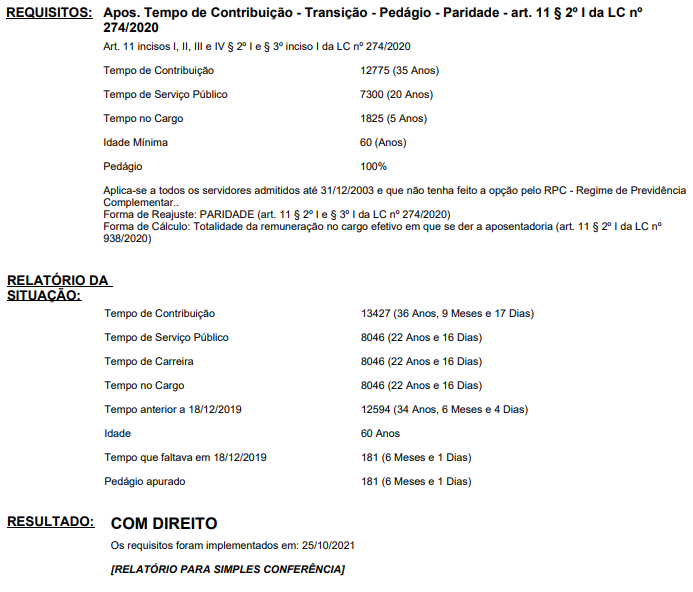 REQUISITOS: Apos. Tempo de Contribuição - Transição - Pedágio - Paridade - art. 11 § 2º I da LC nº
274/2020
Art. 11 incisos I, II, III e IV § 2º I e § 3º inciso I da LC nº 274/2020
Tempo de Contribuição 12775 (35 Anos)
Tempo de Serviço Público 7300 (20 Anos)
Tempo no Cargo 1825 (5 Anos)
Idade Mínima 60 (Anos)
Pedágio 100%
Aplica-se a todos os servidores admitidos até 31/12/2003 e que não tenha feito a opção pelo RPC - Regime de Previdência
Complementar..
Forma de Reajuste: PARIDADE (art. 11 § 2º I e § 3º I da LC nº 274/2020)
Forma de Cálculo: Totalidade da remuneração no cargo efetivo em que se der a aposentadoria (art. 11 § 2º I da LC nº
938/2020)
RELATÓRIO DA
SITUAÇÃO:
Tempo de Contribuição 13427 (36 Anos, 9 Meses e 17 Dias)
Tempo de Serviço Público 8046 (22 Anos e 16 Dias)
Tempo de Carreira 8046 (22 Anos e 16 Dias)
Tempo no Cargo 8046 (22 Anos e 16 Dias)
Tempo anterior a 18/12/2019 12594 (34 Anos, 6 Meses e 4 Dias)
Idade 60 Anos
Tempo que faltava em 18/12/2019 181 (6 Meses e 1 Dias)
Pedágio apurado 181 (6 Meses e 1 Dias)
RESULTADO: COM DIREITO
Os requisitos foram implementados em: 25/10/2021
[RELATÓRIO PARA SIMPLES CONFERÊNCIA]